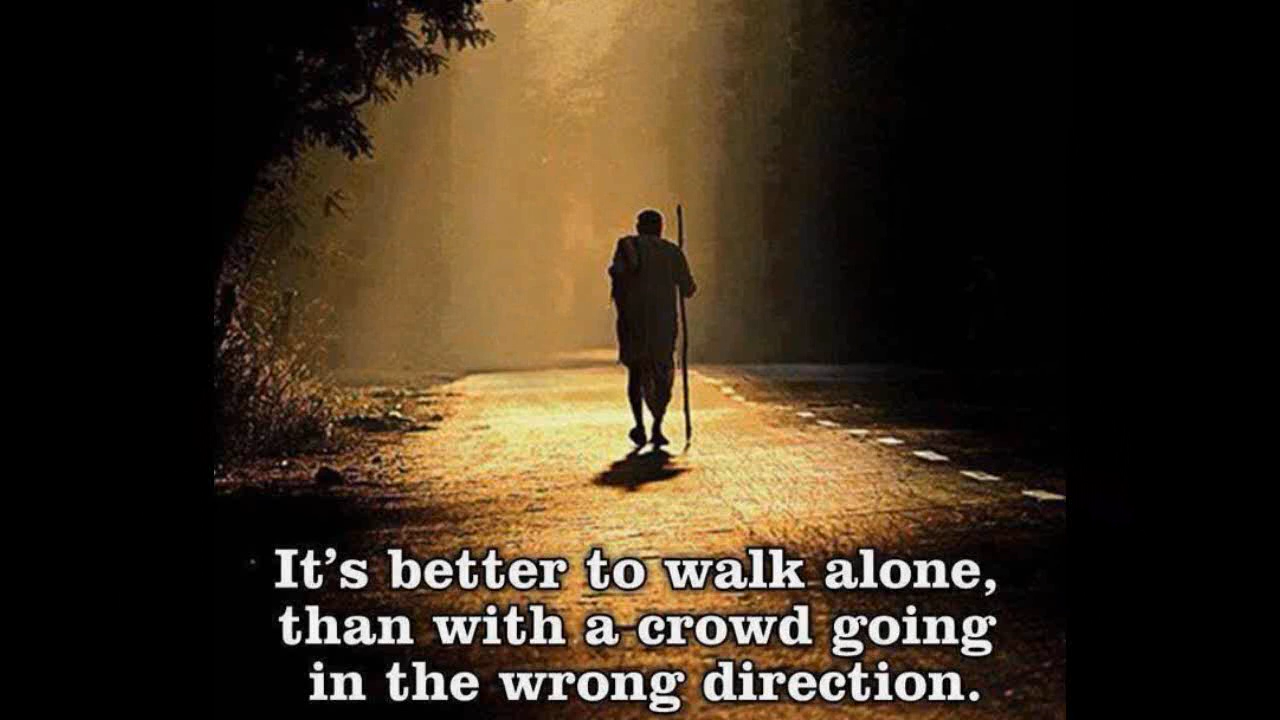 It's better to walk alone,
than with a crowd going
in the wrong direction.